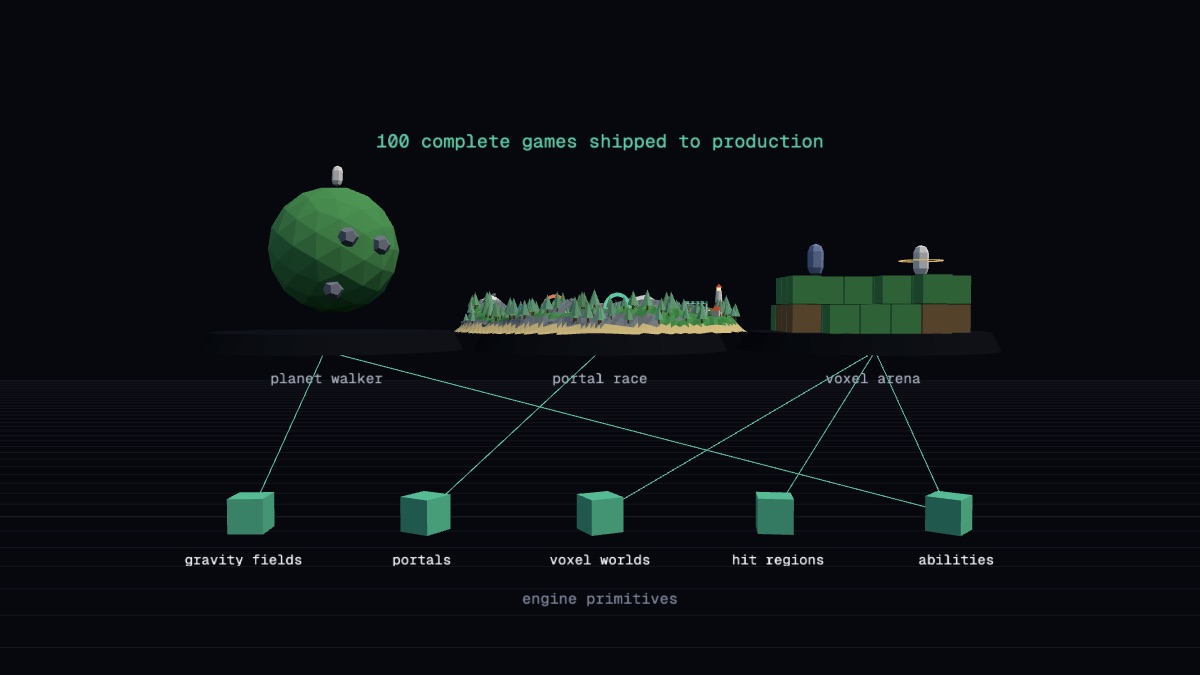 100 complete games shipped to production
planet walker
portal race
voxel arena
gravity fields
portals
voxel worlds
hit regions
abilities
engine primitives